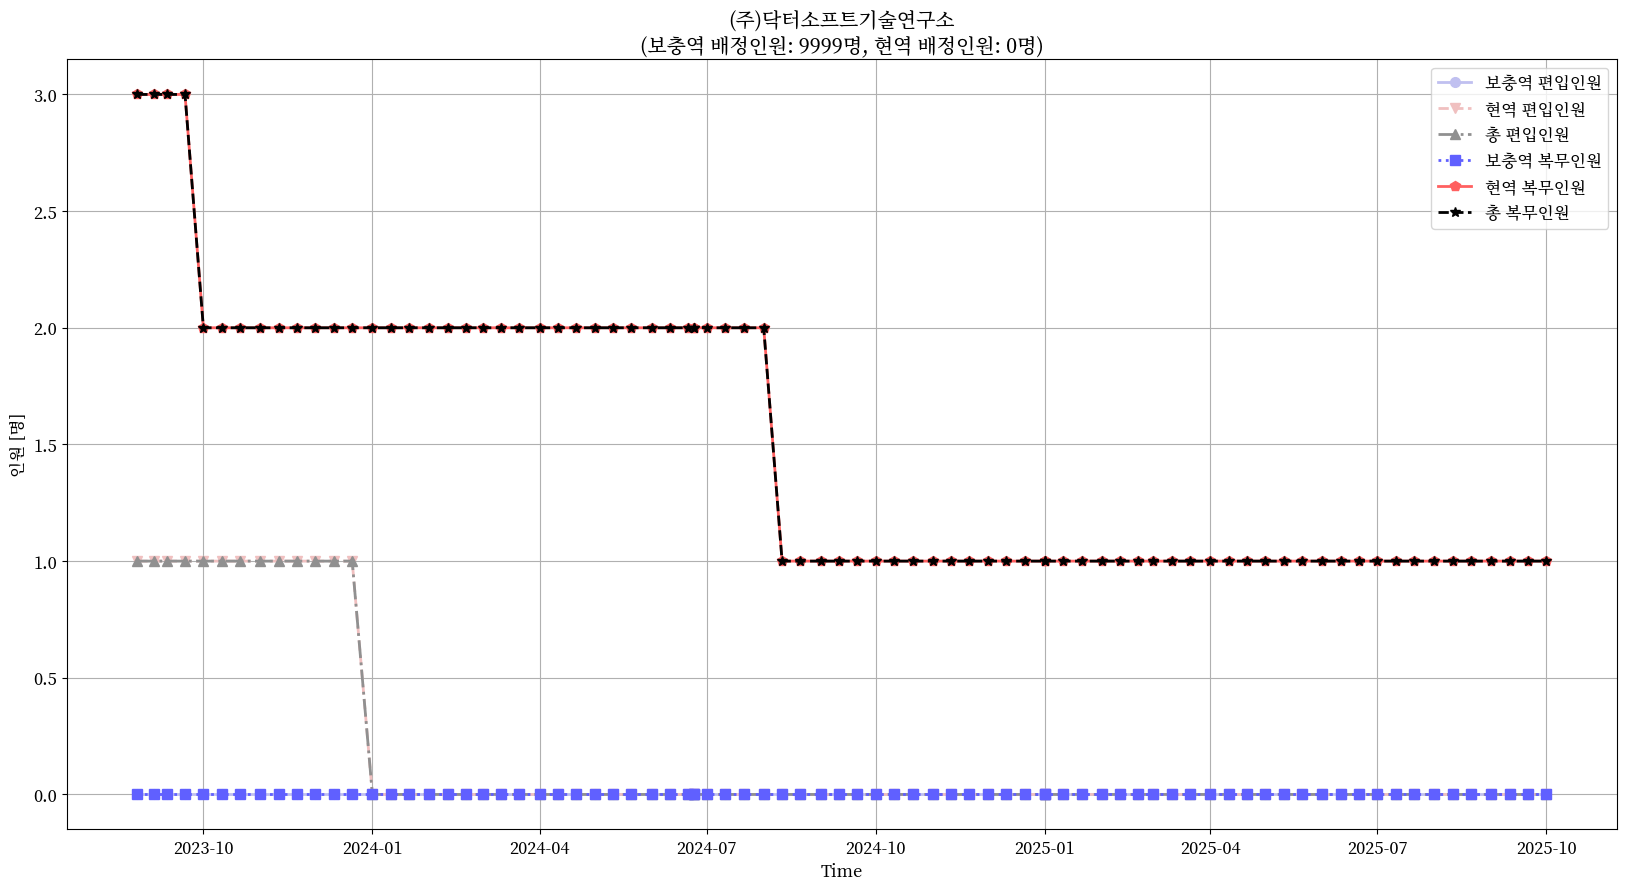 (주)닥터소프트기술연구소
(보충역 배정인원: 9999명, 현역 배정인원: 0명)
보충역 편입인원
현역 편입인원
총 편입인원
보충역 복무인원
현역 복무인원
총 복무인원
3.0
2.5
2.0
1.5
1.0
0.5
0.0
인원 [명]
2023-10
2024-01
2024-04
2024-07
2024-10
2025-01
2025-04
2025-07
2025-10
Time